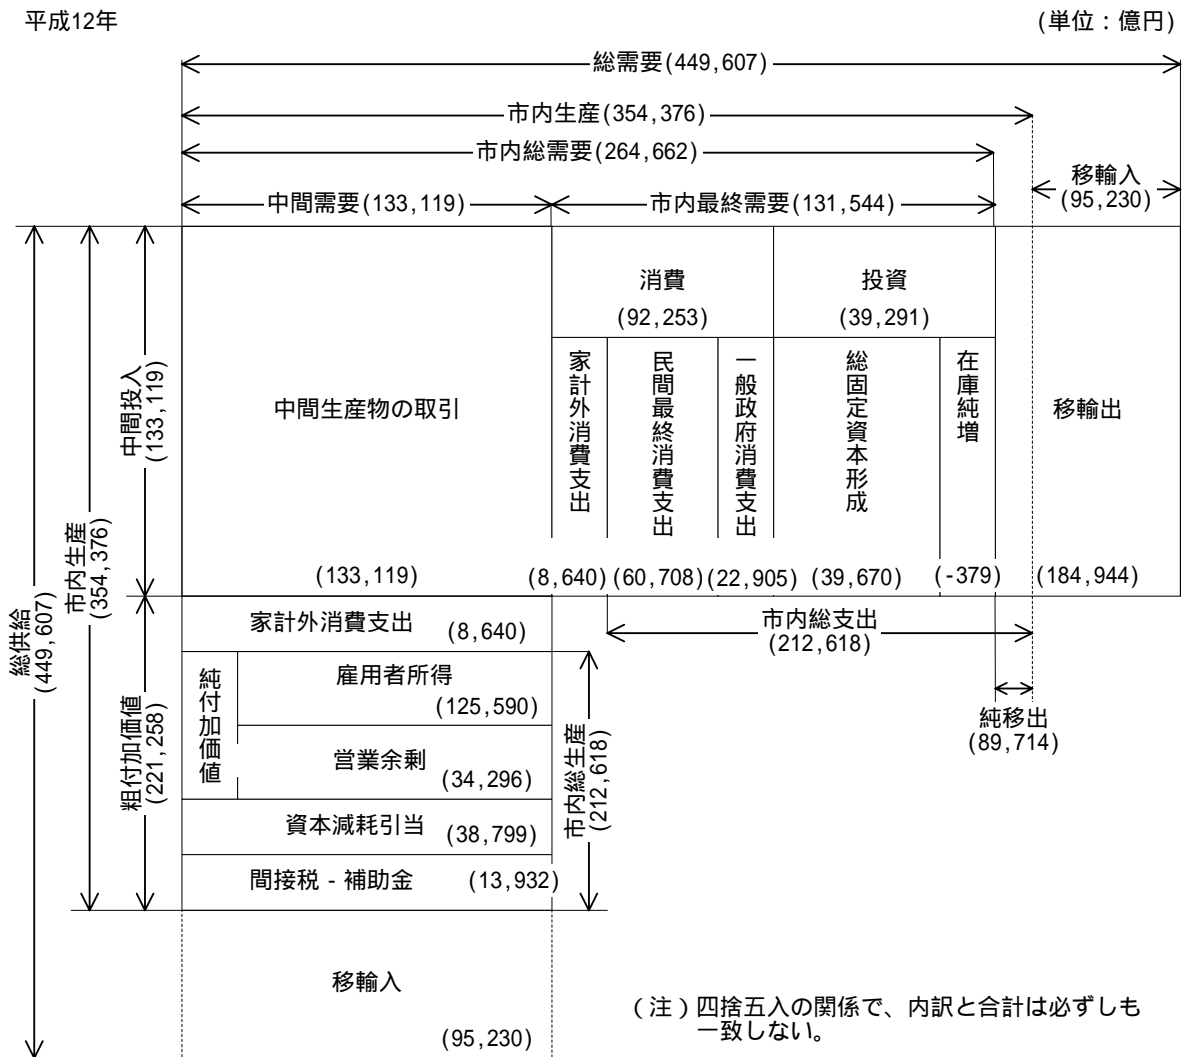 平成12年
(単位：億円)
総需要(449,607)
市内生産(354,376)
市内総需要(264,662)
移輸入
(95,230)
中間需要(133,119)
市内最終需要(131,544)
消費
(92,253)
投資
(39,291)
中間生産物の取引
(133,119)
家計外消費支出
(8,640)
民間最終消費支出
(60,708)
一般政府消費支出
(22,905)
総固定資本形成
(39,670)
在庫純増
(-379)
移輸出
(184,944)
総供給
(449,607)
市内生産
(354,376)
中間投入
(133,119)
粗付加価値
(221,258)
家計外消費支出
(8,640)
純付加価値
雇用者所得
(125,590)
営業余剰
(34,296)
資本減耗引当
(38,799)
間接税 - 補助金
(13,932)
市内総生産
(212,618)
市内総支出
(212,618)
純移出
(89,714)
移輸入
(95,230)
（注）四捨五入の関係で、内訳と合計は必ずしも
一致しない。